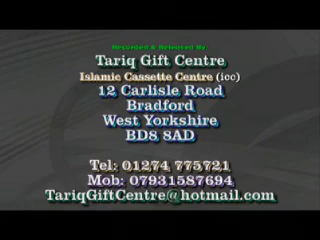 Recorded & Released By
Tariq Gift Centre
Islamic Cassette Centre (icc)
12 Carlisle Road
Bradford
West Yorkshire
BD8 8AD
Tel: 01274 775721
Mob: 07931587694
TariqGiftCentre@hotmail.com